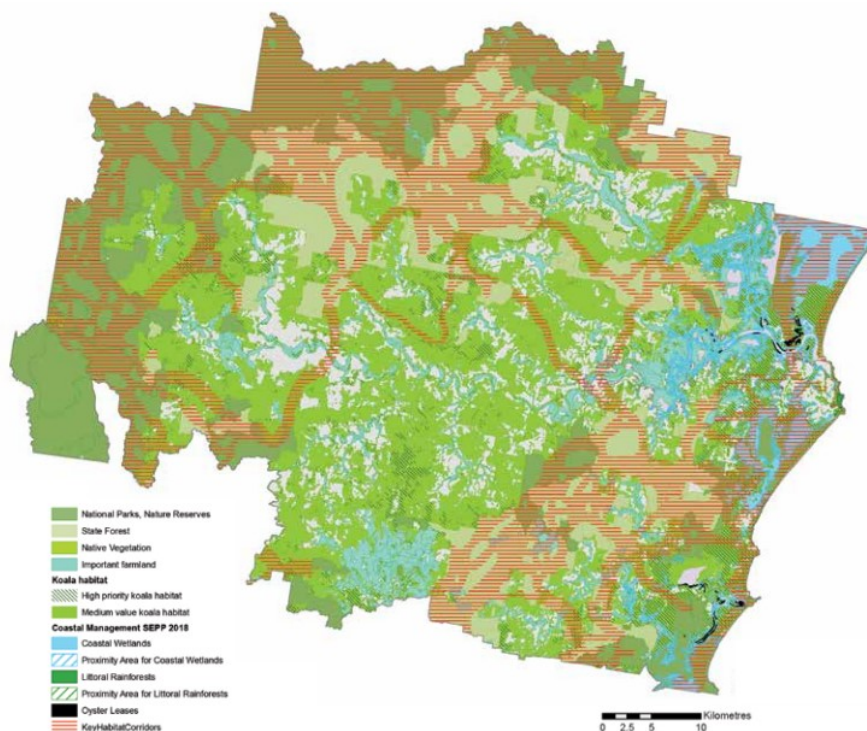 National Parks, Nature Reserves
State Forest
Native Vegetation
Important farmland
Koala habitat
High priority koala habitat
Medium value koala habitat
Coastal Management SEPP 2018
Coastal Wetlands
Proximity Area for Coastal Wetlands
Littoral Rainforests
Proximity Area for Littoral Rainforests
Oyster Leases
KeyHabitatCorridors
Kilometres
0 2.5 5 10